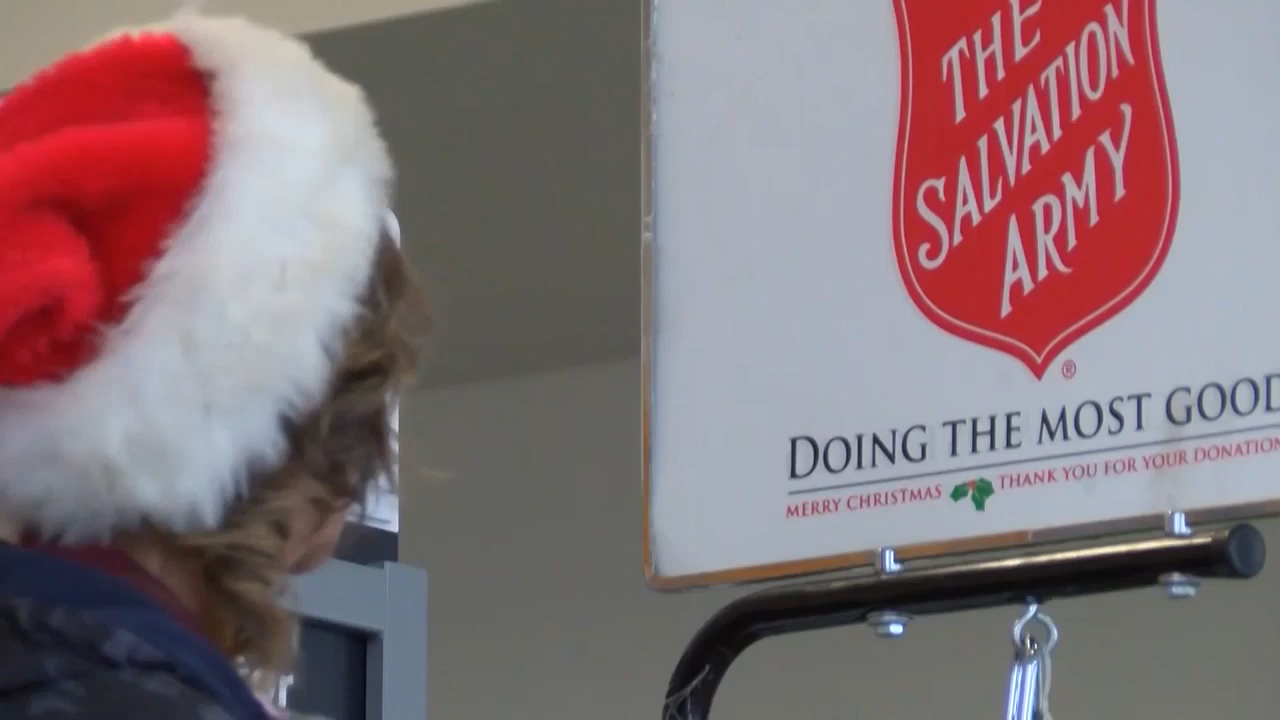 THE
SALVATION
ARMY
®
DOING THE MOST GOOD
MERRY CHRISTMAS THANK YOU FOR YOUR DONATION